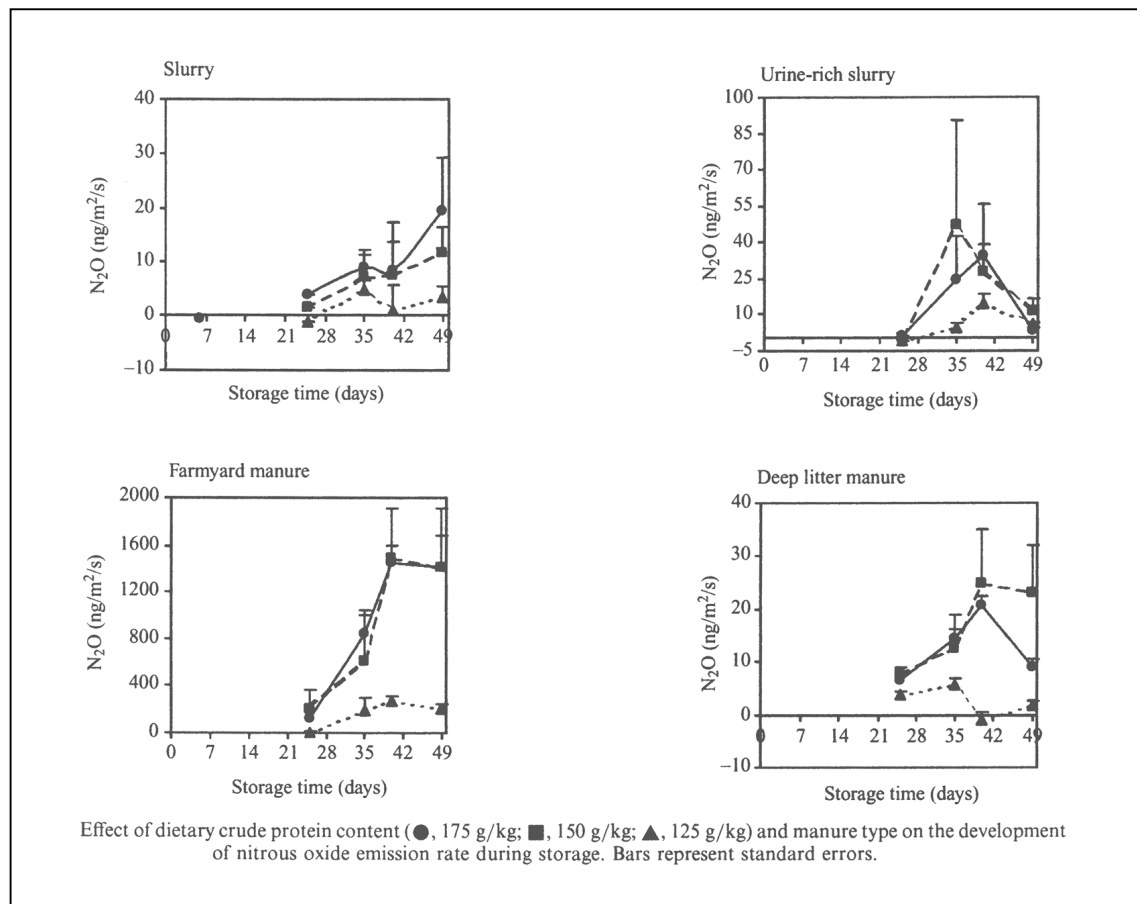 Slurry
40
30
20
10
0
−10
N₂O (ng/m²/s)
0 7 14 21 28 35 42 49
Storage time (days)
Urine-rich slurry
100
85
70
55
40
25
10
−5
N₂O (ng/m²/s)
0 7 14 21 28 35 42 49
Storage time (days)
Farmyard manure
2000
1600
1200
800
400
0
N₂O (ng/m²/s)
0 7 14 21 28 35 42 49
Storage time (days)
Deep litter manure
40
30
20
10
0
−10
N₂O (ng/m²/s)
0 7 14 21 28 35 42 49
Storage time (days)
Effect of dietary crude protein content (●, 175 g/kg; ■, 150 g/kg; ▲, 125 g/kg) and manure type on the development
of nitrous oxide emission rate during storage. Bars represent standard errors.